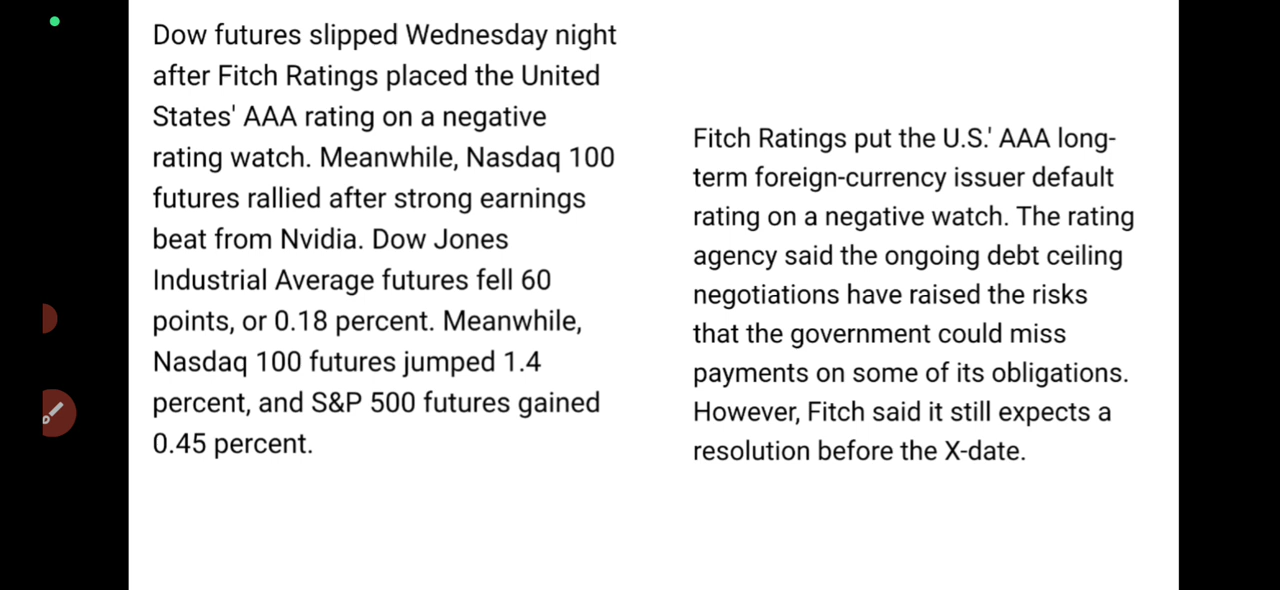 Dow futures slipped Wednesday night
after Fitch Ratings placed the United
States' AAA rating on a negative
rating watch. Meanwhile, Nasdaq 100
futures rallied after strong earnings
beat from Nvidia. Dow Jones
Industrial Average futures fell 60
points, or 0.18 percent. Meanwhile,
Nasdaq 100 futures jumped 1.4
percent, and S&P 500 futures gained
0.45 percent.
Fitch Ratings put the U.S.' AAA long-
term foreign-currency issuer default
rating on a negative watch. The rating
agency said the ongoing debt ceiling
negotiations have raised the risks
that the government could miss
payments on some of its obligations.
However, Fitch said it still expects a
resolution before the X-date.